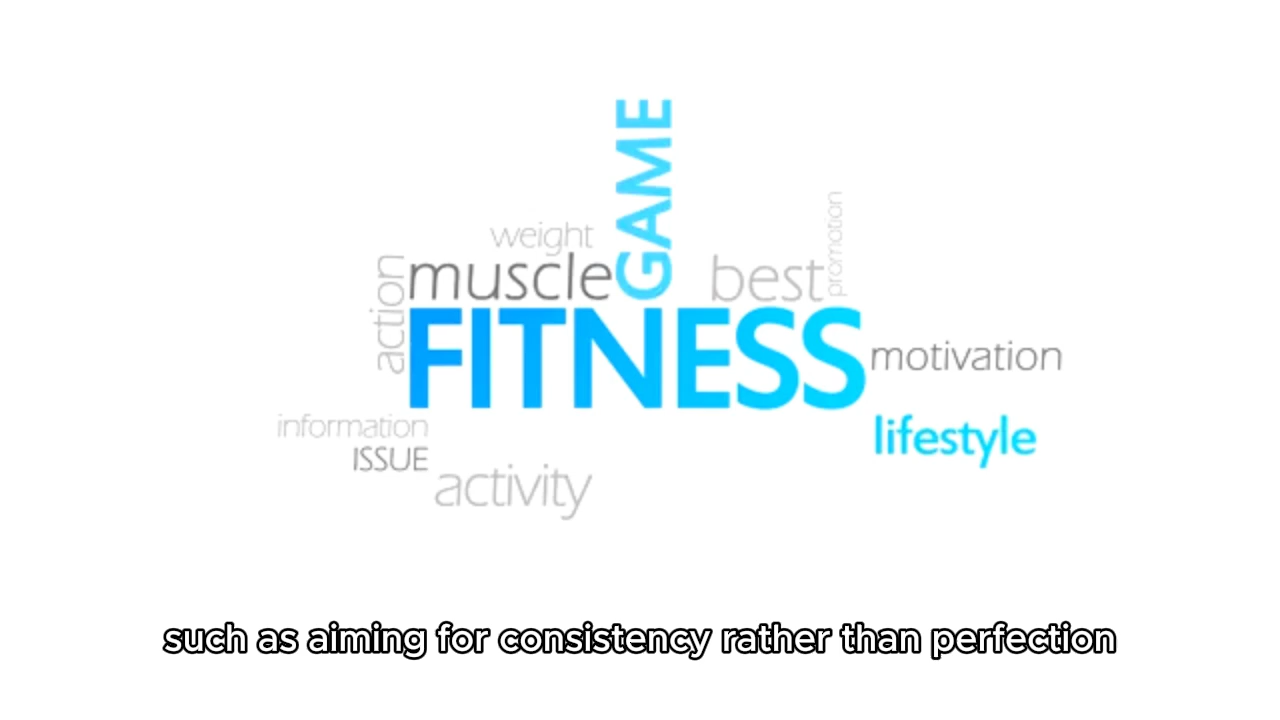 GAME
promotion
weight
action
muscle
best
FITNESS
motivation
information
lifestyle
ISSUE
activity
such as aiming for consistency rather than perfection